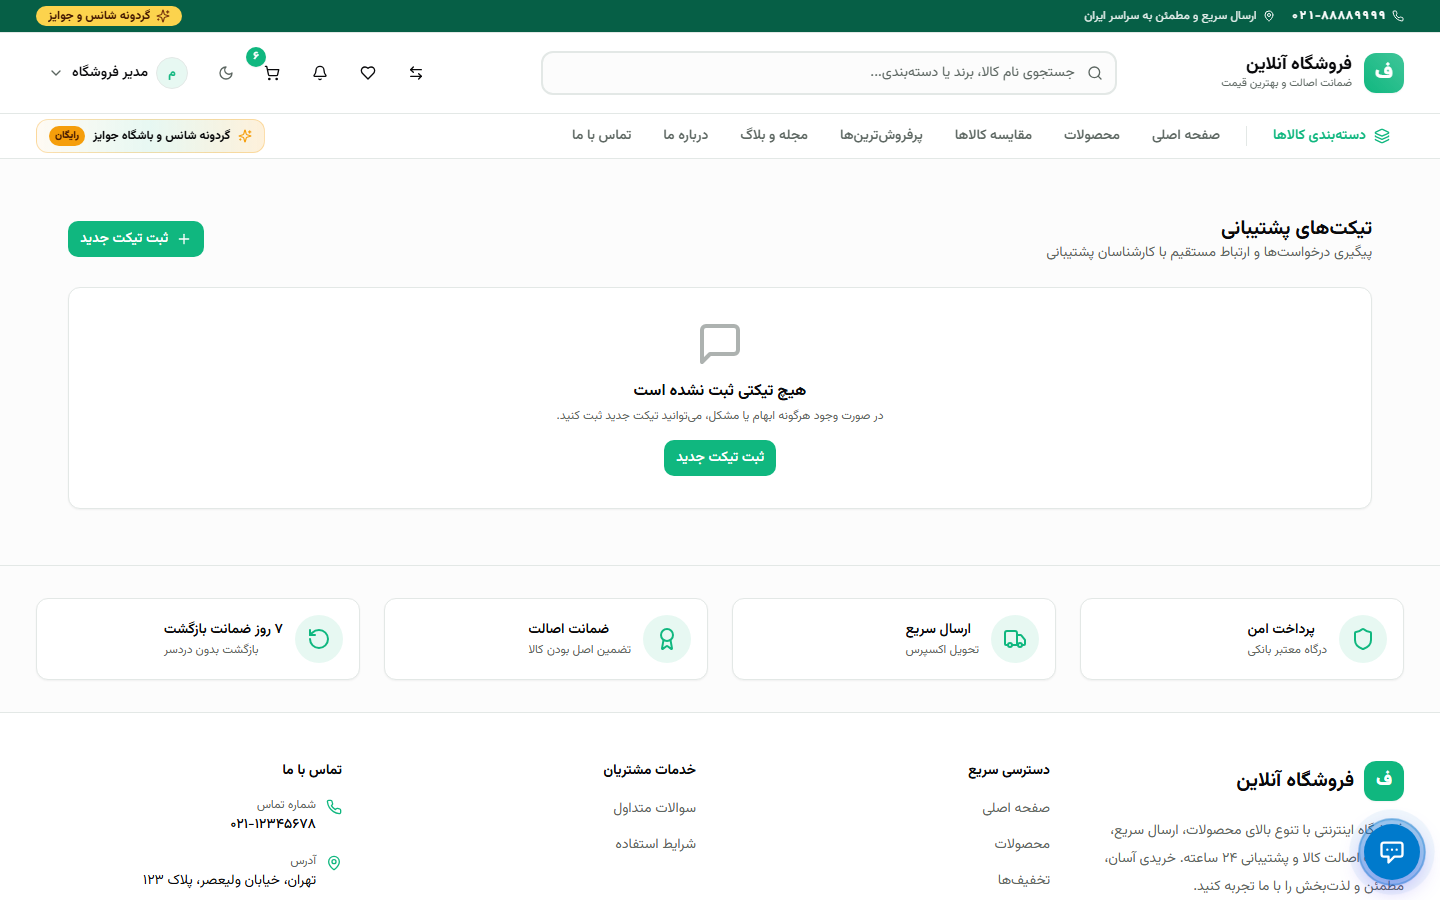 ۰۲۱-۸۸۸۸۹۹۹۹
ارسال سریع و مطمئن به سراسر ایران
گردونه شانس و جوایز
ف
فروشگاه آنلاین
ضمانت اصالت و بهترین قیمت
جستجوی نام کالا، برند یا دسته‌بندی...
۶
م
مدیر فروشگاه
دسته‌بندی کالاها
صفحه اصلی
محصولات
مقایسه کالاها
پرفروش‌ترین‌ها
مجله و بلاگ
درباره ما
تماس با ما
گردونه شانس و باشگاه جوایز
رایگان
تیکت‌های پشتیبانی
پیگیری درخواست‌ها و ارتباط مستقیم با کارشناسان پشتیبانی
ثبت تیکت جدید
هیچ تیکتی ثبت نشده است
در صورت وجود هرگونه ابهام یا مشکل، می‌توانید تیکت جدید ثبت کنید.
ثبت تیکت جدید
پرداخت امن
درگاه معتبر بانکی
ارسال سریع
تحویل اکسپرس
ضمانت اصالت
تضمین اصل بودن کالا
۷ روز ضمانت بازگشت
بازگشت بدون دردسر
ف
فروشگاه آنلاین
اینترنتی با تنوع بالای محصولات، ارسال سریع،
اصالت کالا و پشتیبانی ۲۴ ساعته. خریدی آسان،
مطمئن و لذت‌بخش را با ما تجربه کنید.
دسترسی سریع
صفحه اصلی
محصولات
تخفیف‌ها
خدمات مشتریان
سوالات متداول
شرایط استفاده
تماس با ما
شماره تماس
۰۲۱-۱۲۳۴۵۶۷۸
آدرس
تهران، خیابان ولیعصر، پلاک ۱۲۳